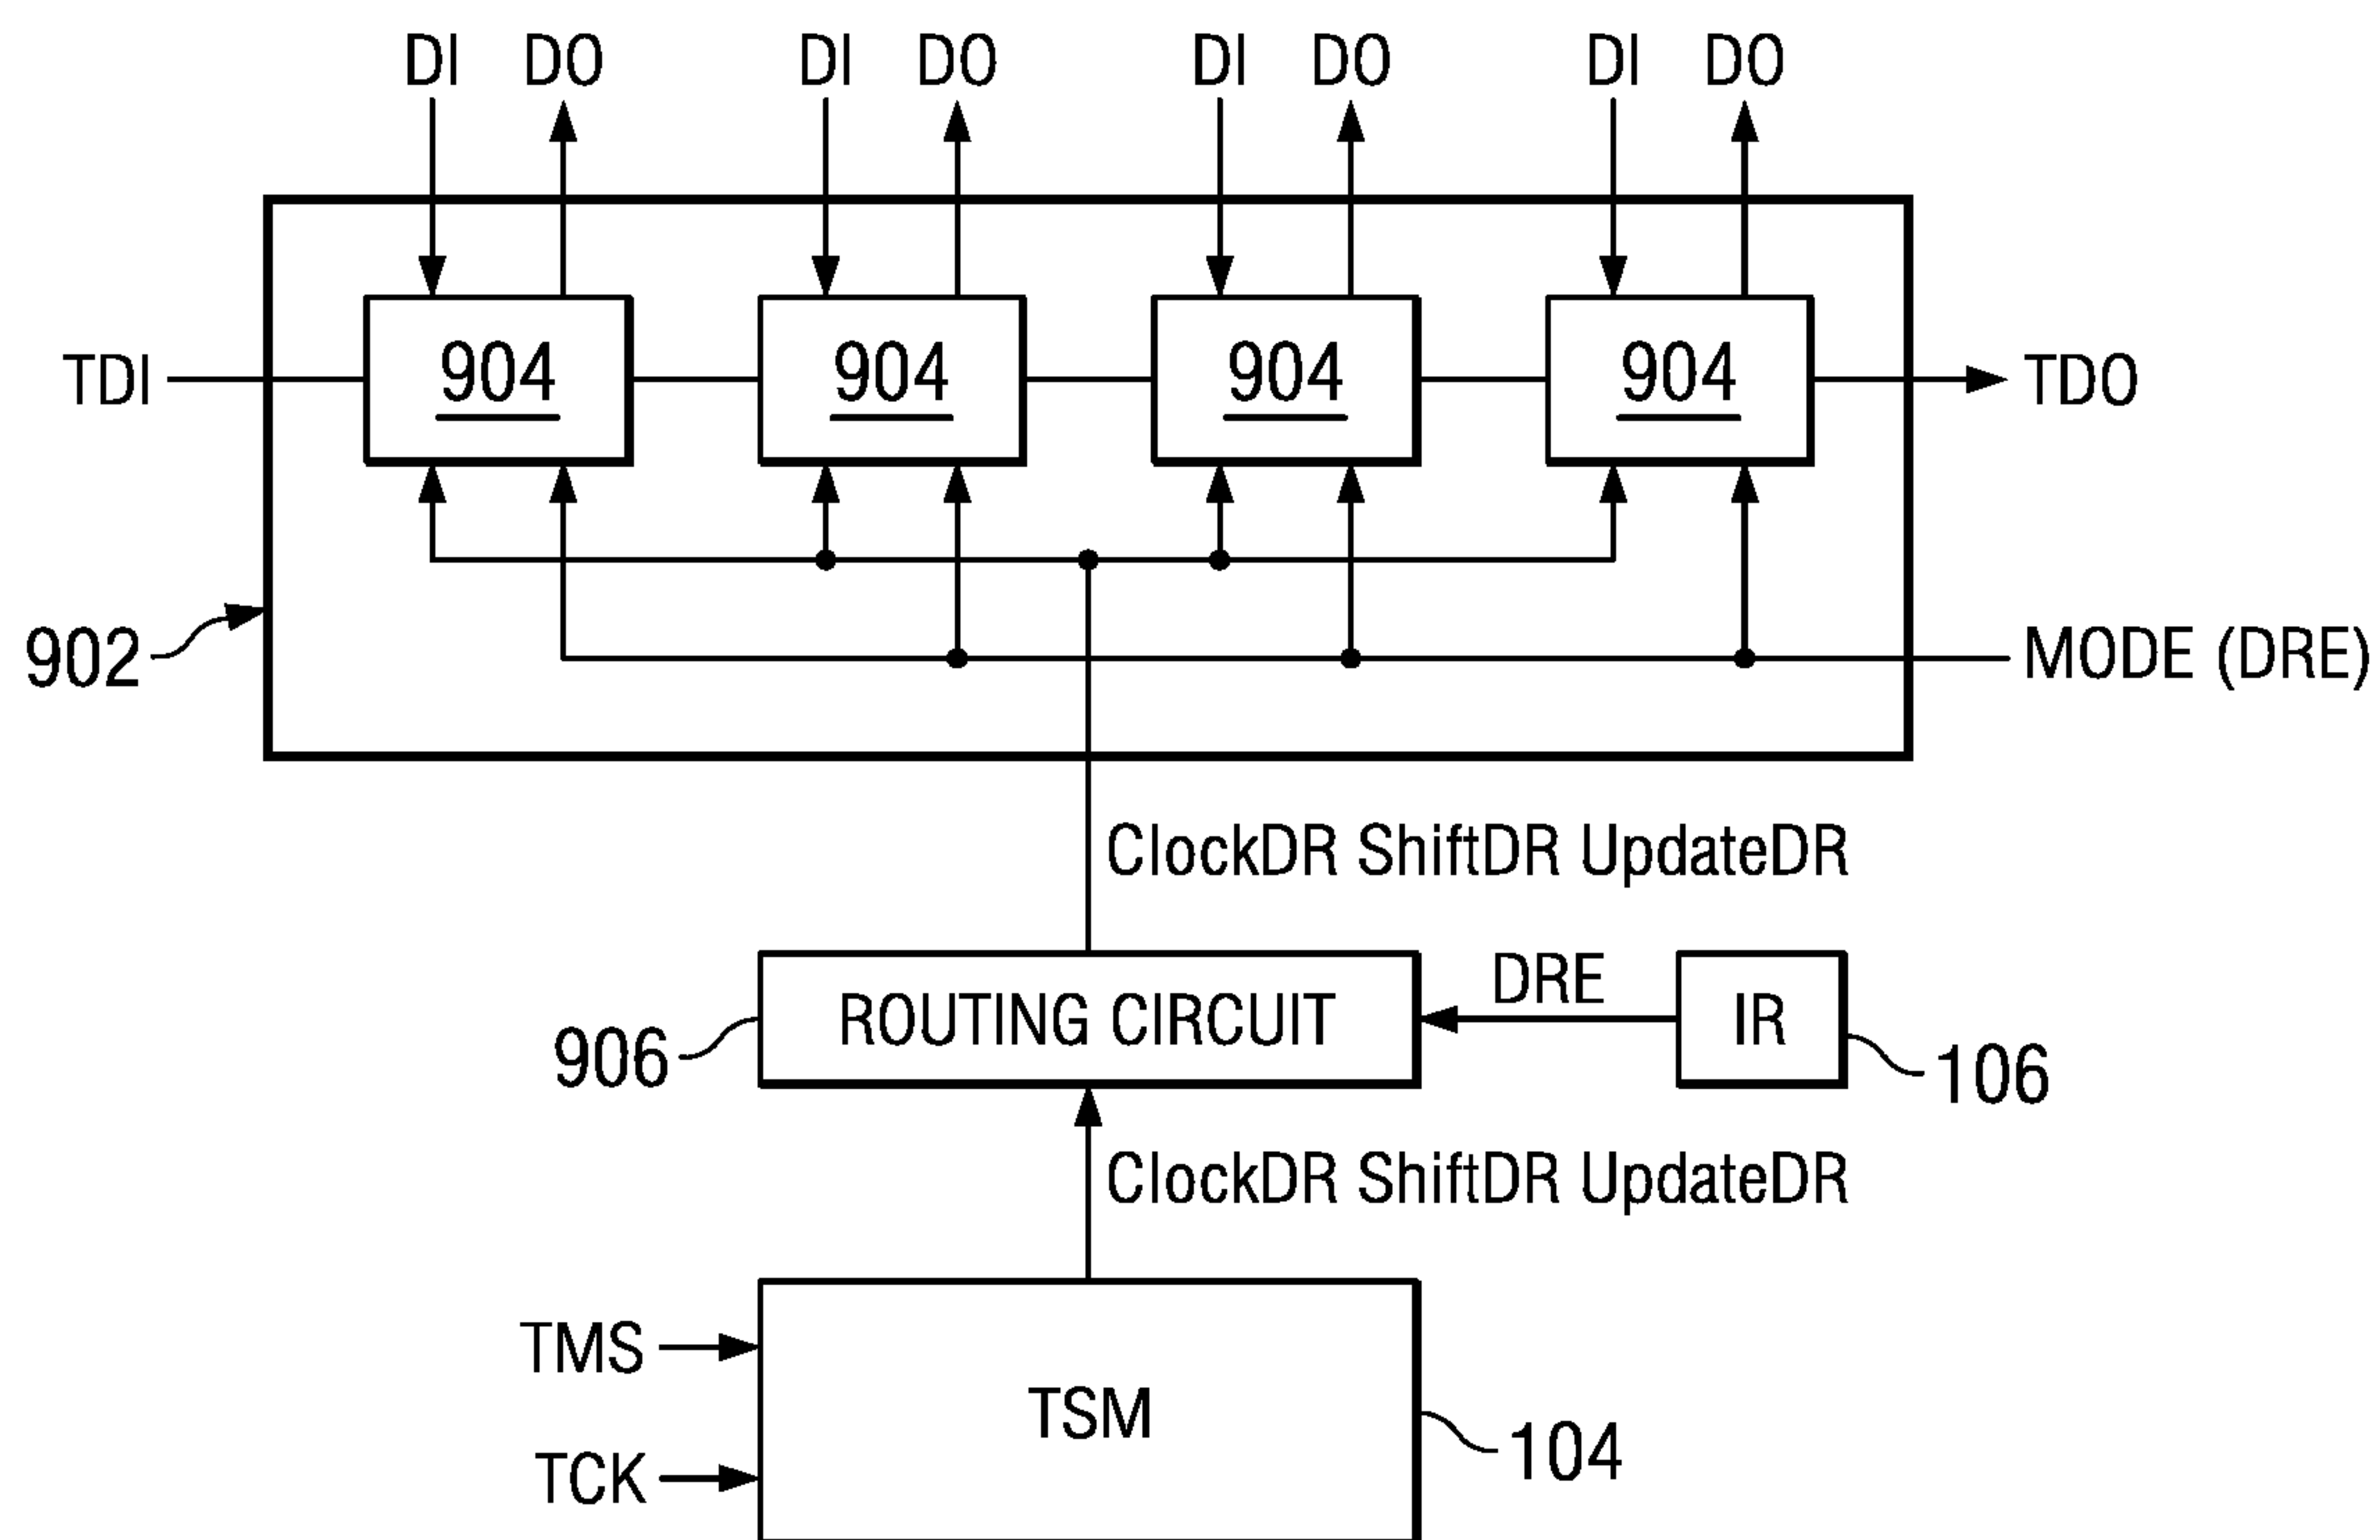 DI DO DI DO DI DO DI DO
TDI 904 904 904 904 TDO
902 MODE (DRE)
ClockDR ShiftDR UpdateDR
906 ROUTING CIRCUIT DRE IR 106
ClockDR ShiftDR UpdateDR
TMS
TSM 104
TCK